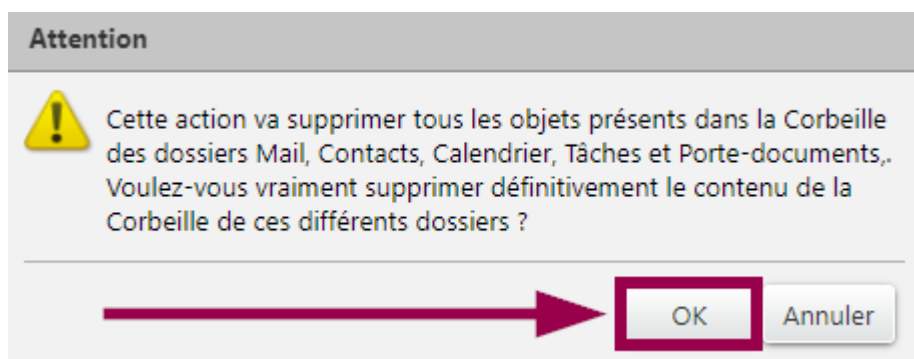 Attention
Cette action va supprimer tous les objets présents dans la Corbeille
des dossiers Mail, Contacts, Calendrier, Tâches et Porte-documents,.
Voulez-vous vraiment supprimer définitivement le contenu de la
Corbeille de ces différents dossiers ?
OK Annuler